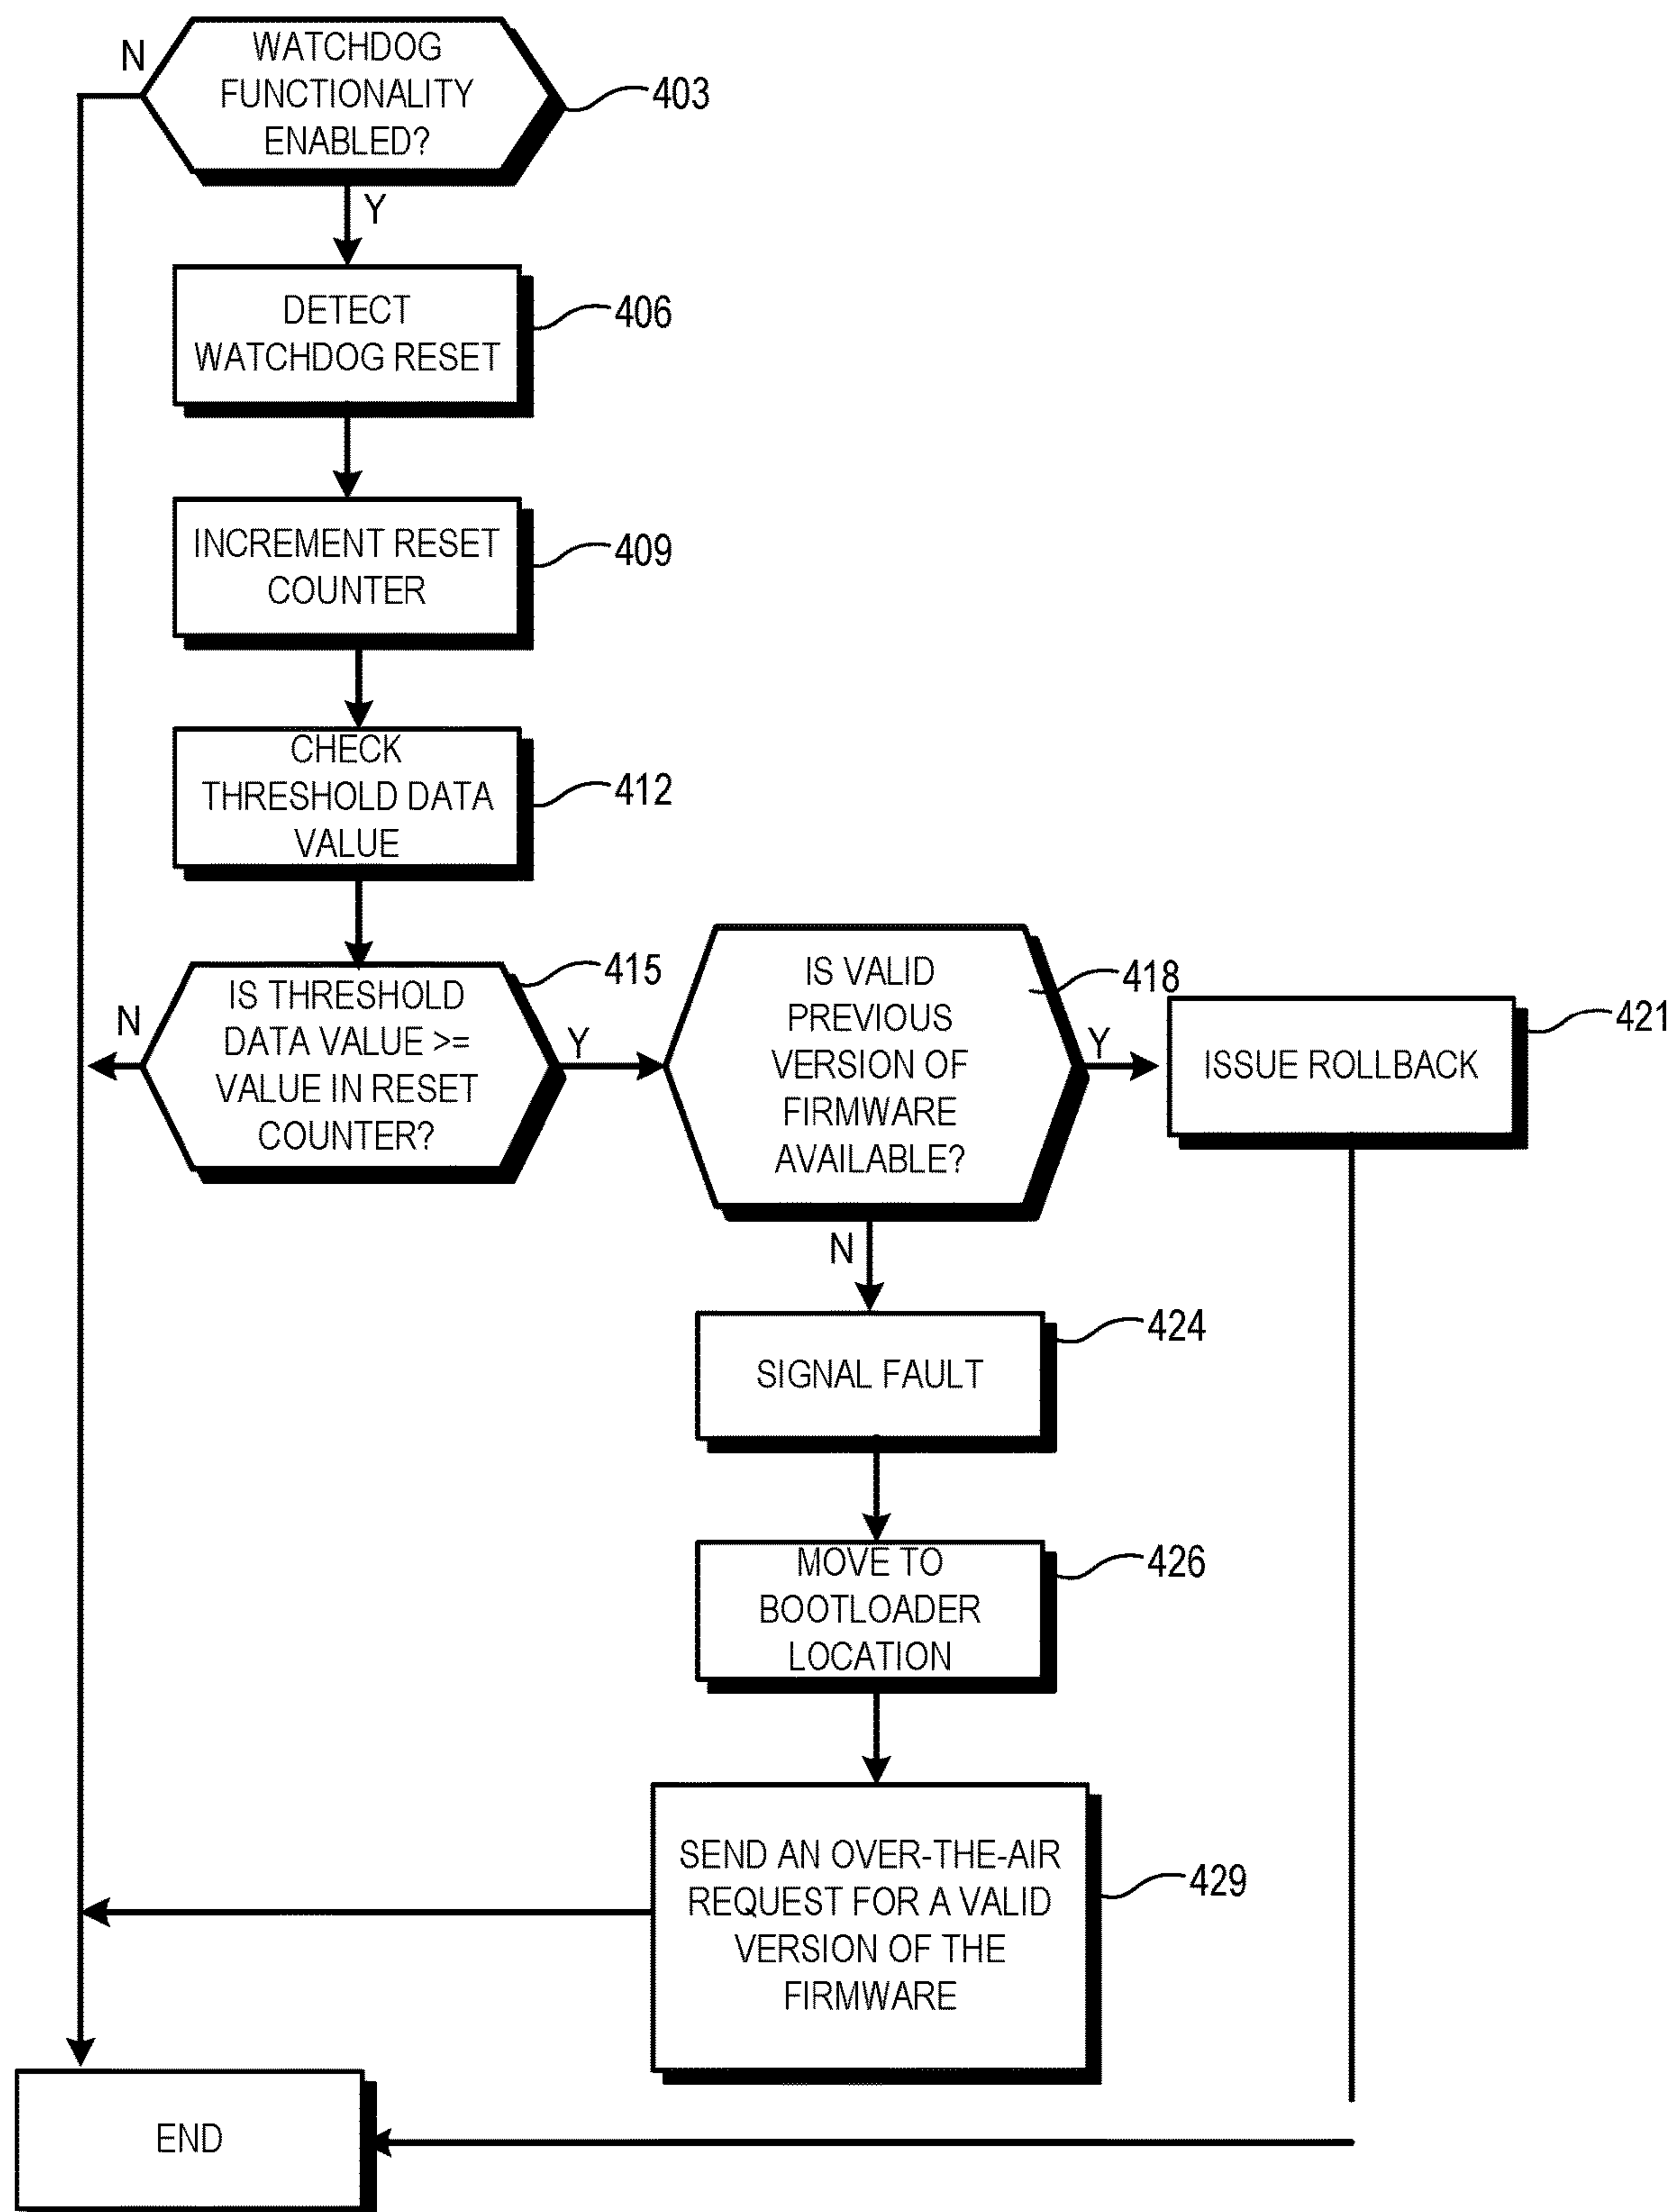 N
WATCHDOG
FUNCTIONALITY
ENABLED?
403
Y
DETECT
WATCHDOG RESET
406
INCREMENT RESET
COUNTER
409
CHECK
THRESHOLD DATA
VALUE
412
N
IS THRESHOLD
DATA VALUE >=
VALUE IN RESET
COUNTER?
415
Y
IS VALID
PREVIOUS
VERSION OF
FIRMWARE
AVAILABLE?
418
Y
ISSUE ROLLBACK
421
N
SIGNAL FAULT
424
MOVE TO
BOOTLOADER
LOCATION
426
SEND AN OVER-THE-AIR
REQUEST FOR A VALID
VERSION OF THE
FIRMWARE
429
END